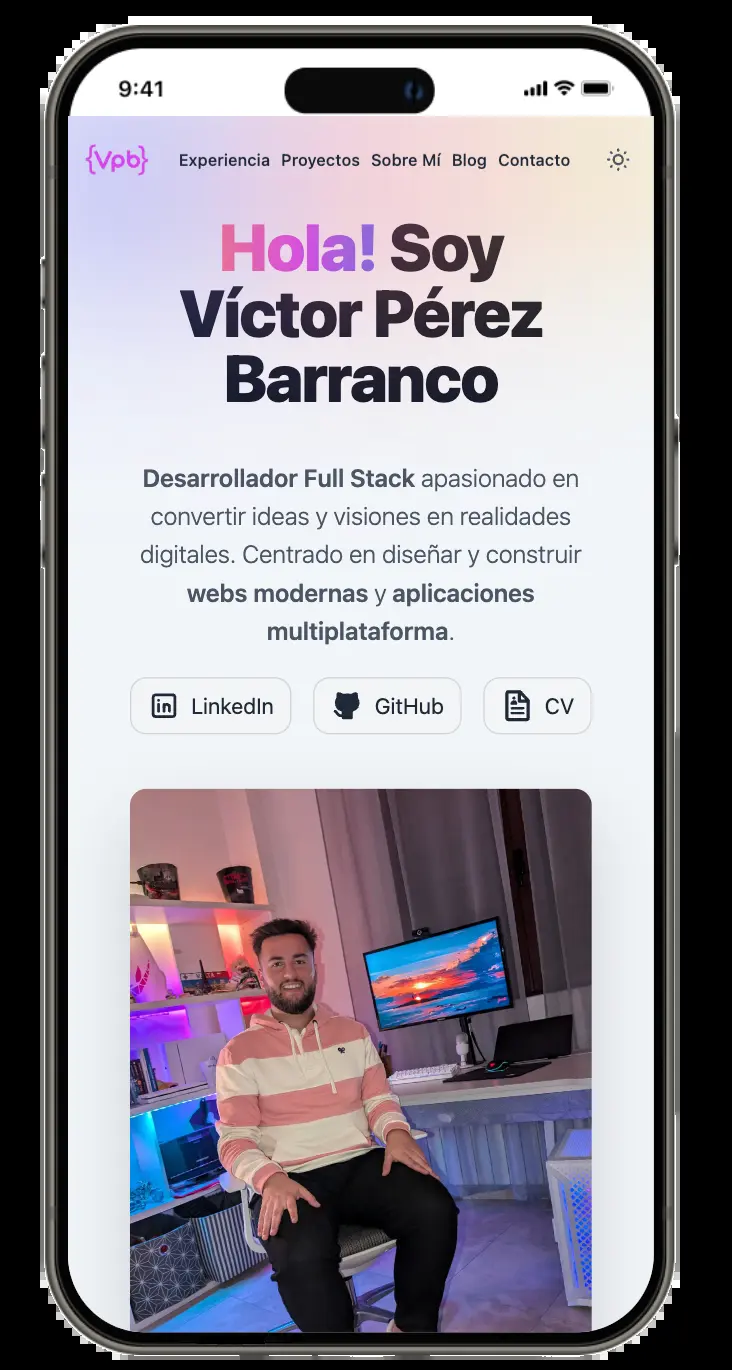 9:41
{Vpb}
Experiencia Proyectos Sobre Mí Blog Contacto
Hola! Soy
Víctor Pérez
Barranco
Desarrollador Full Stack apasionado en
convertir ideas y visiones en realidades
digitales. Centrado en diseñar y construir
webs modernas y aplicaciones
multiplataforma.
LinkedIn GitHub CV